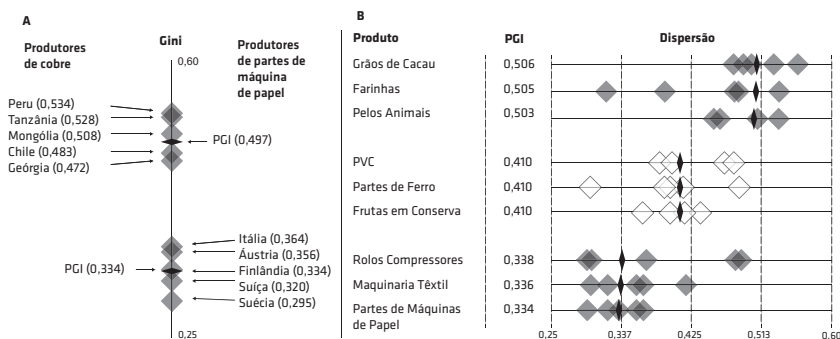 A
Produtores
de cobre
Gini
Produtores
de partes de
máquina
de papel
0,60
Peru (0,534)
Tanzânia (0,528)
Mongólia (0,508)
Chile (0,483)
Geórgia (0,472)
PGI (0,497)
PGI (0,334)
Itália (0,364)
Áustria (0,356)
Finlândia (0,334)
Suíça (0,320)
Suécia (0,295)
0,25
B
Produto PGI Dispersão
Grãos de Cacau 0,506
Farinhas 0,505
Pelos Animais 0,503
PVC 0,410
Partes de Ferro 0,410
Frutas em Conserva 0,410
Rolos Compressores 0,338
Maquinaria Têxtil 0,336
Partes de Máquinas 0,334
de Papel
0,25 0,337 0,425 0,513 0,60